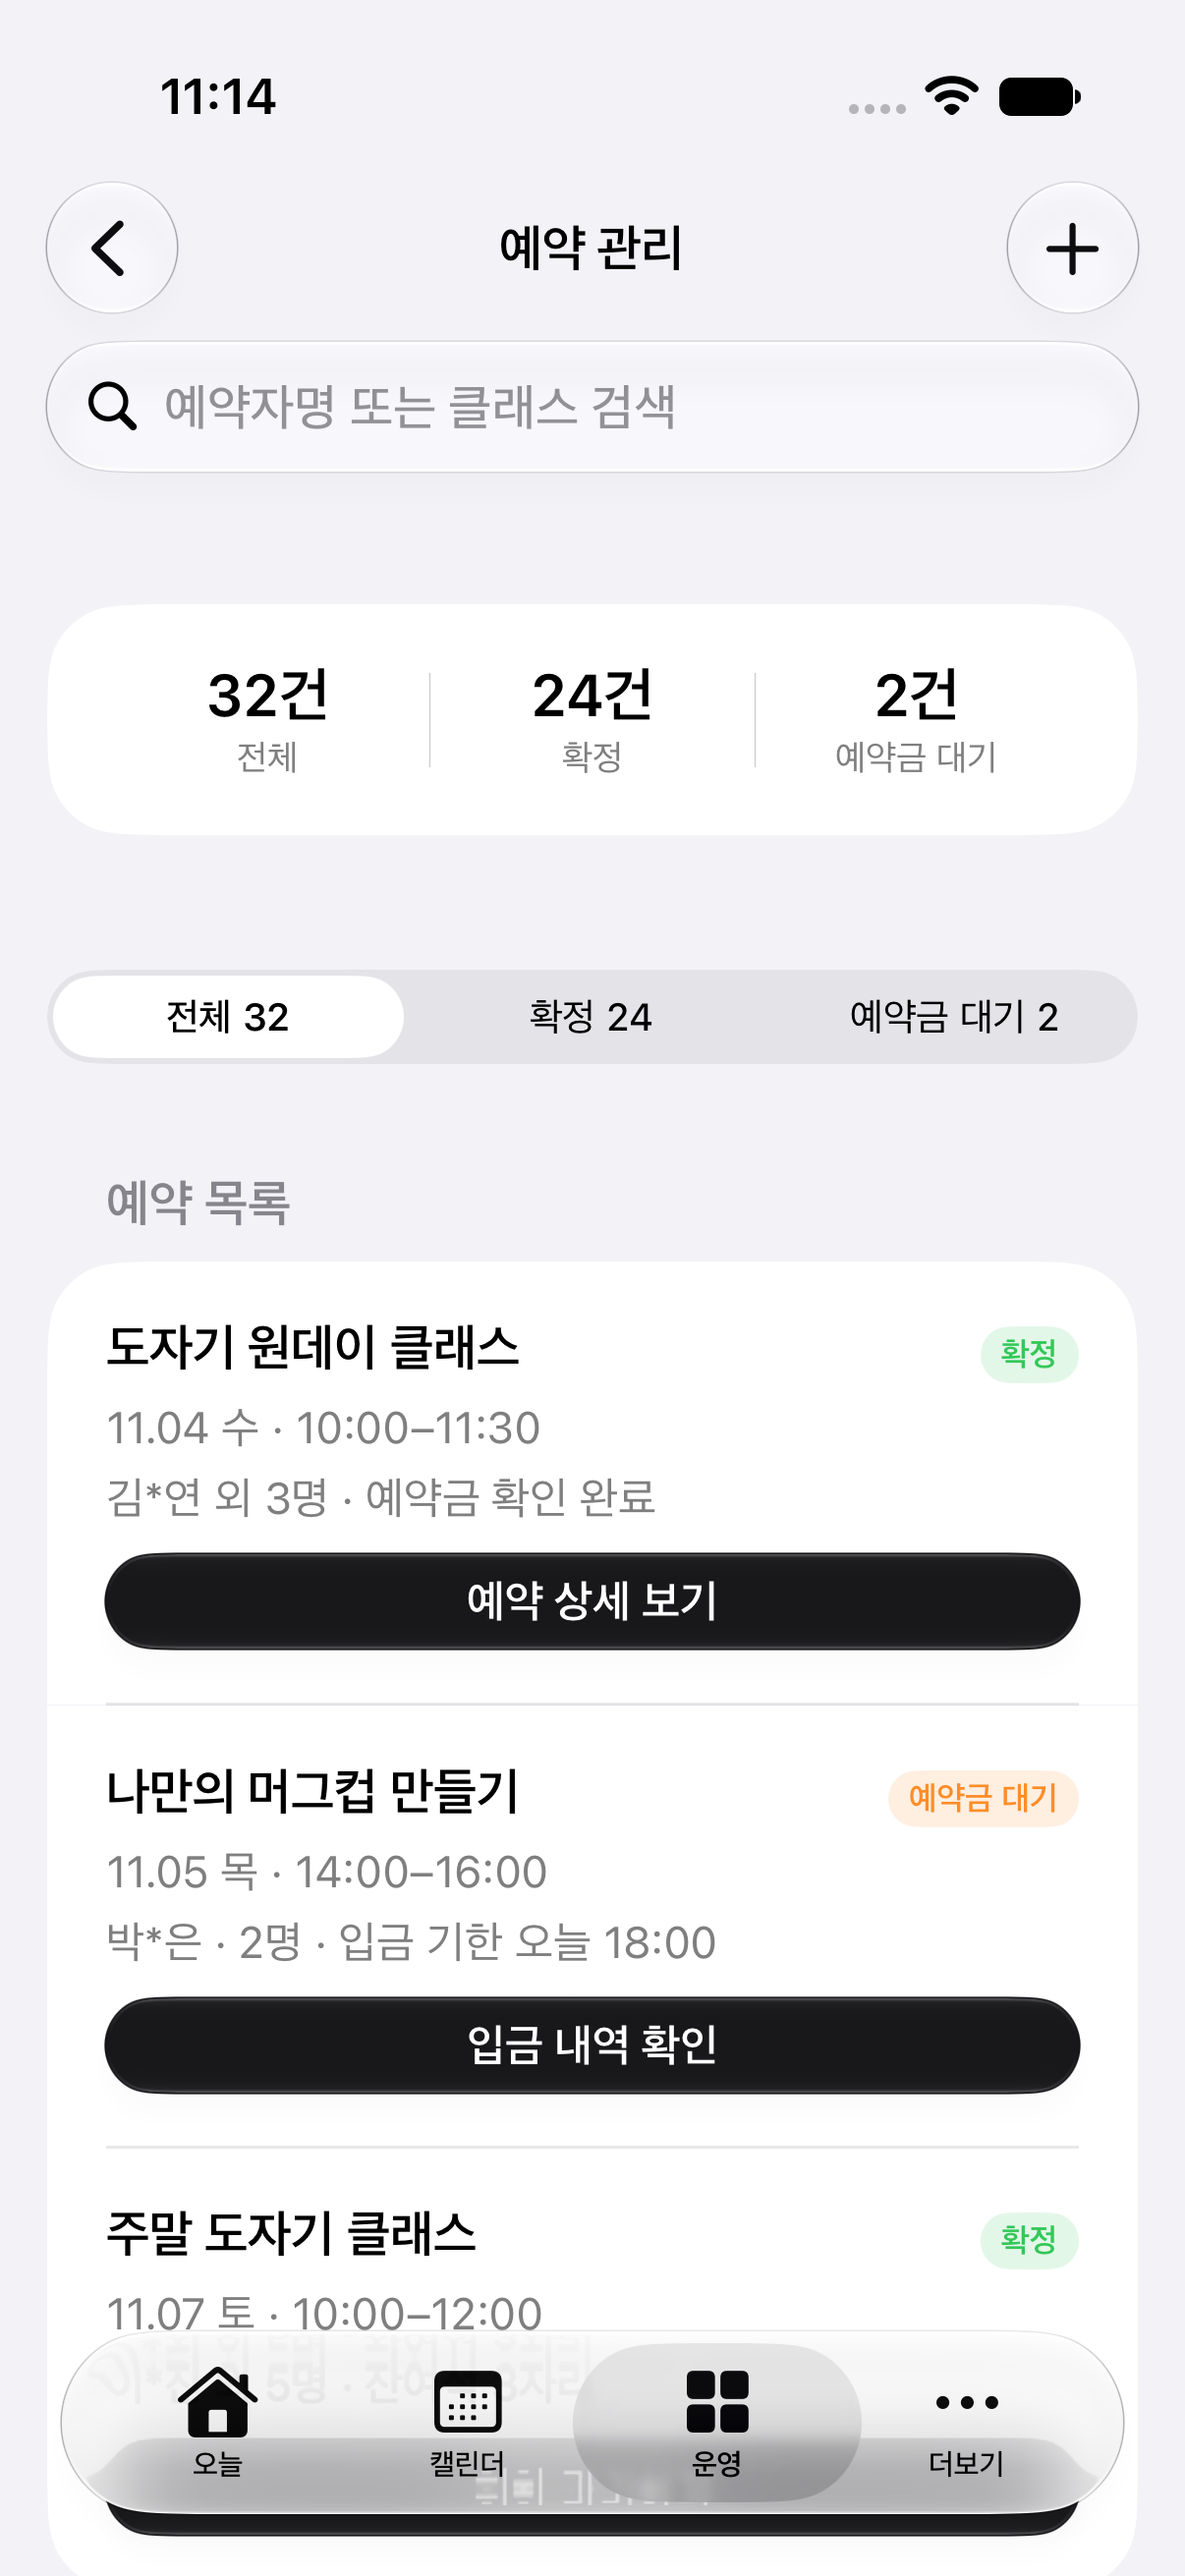 11:14
예약 관리
예약자명 또는 클래스 검색
32건
전체
24건
확정
2건
예약금 대기
전체 32
확정 24
예약금 대기 2
예약 목록
도자기 원데이 클래스
확정
11.04 수 · 10:00–11:30
김*연 외 3명 · 예약금 확인 완료
예약 상세 보기
나만의 머그컵 만들기
예약금 대기
11.05 목 · 14:00–16:00
박*은 · 2명 · 입금 기한 오늘 18:00
입금 내역 확인
주말 도자기 클래스
확정
11.07 토 · 10:00–12:00
오늘
캘린더
운영
더보기